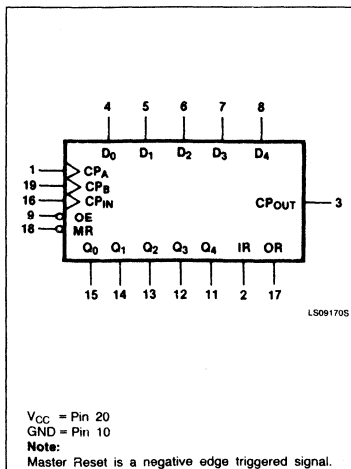 4 5 6 7 8
D0 D1 D2 D3 D4
1 CPA
19 CPB
16 CPIN
CPOUT 3
9 OE
18 MR
Q0 Q1 Q2 Q3 Q4 IR OR
15 14 13 12 11 2 17
LS09170S
VCC = Pin 20
GND = Pin 10
Note:
Master Reset is a negative edge triggered signal.